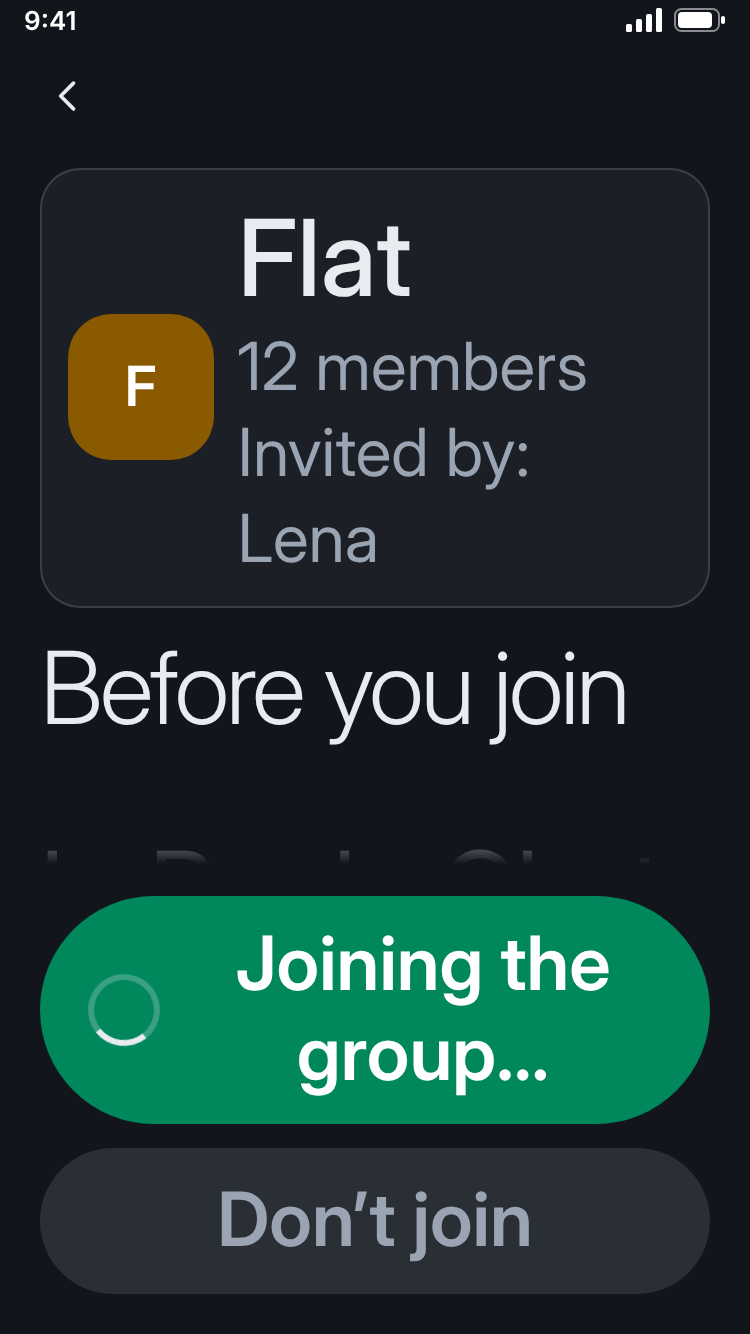 9:41
Flat
F
12 members
Invited by:
Lena
Before you join
Joining the
group...
Don’t join